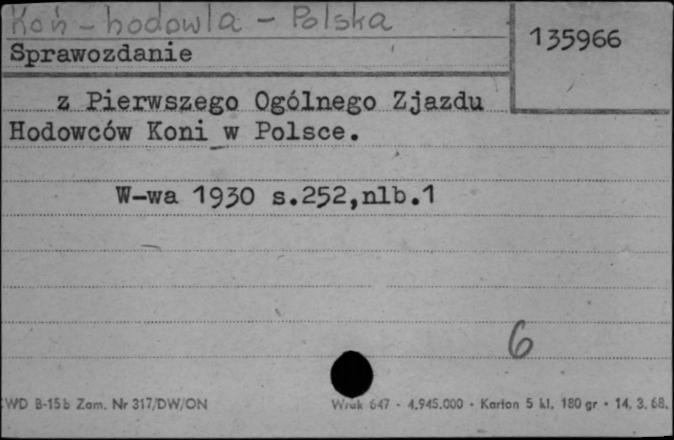 Koń - hodowla - Polska
135966
Sprawozdanie
z Pierwszego Ogólnego Zjazdu
Hodowców Koni w Polsce.
W-wa 1930 s.252,nlb.1
6
WD B-15b Zam. Nr 317/DW/ON
647 - 4.945.000 - Karton 5 kl. 180 gr - 14. 3. 68.